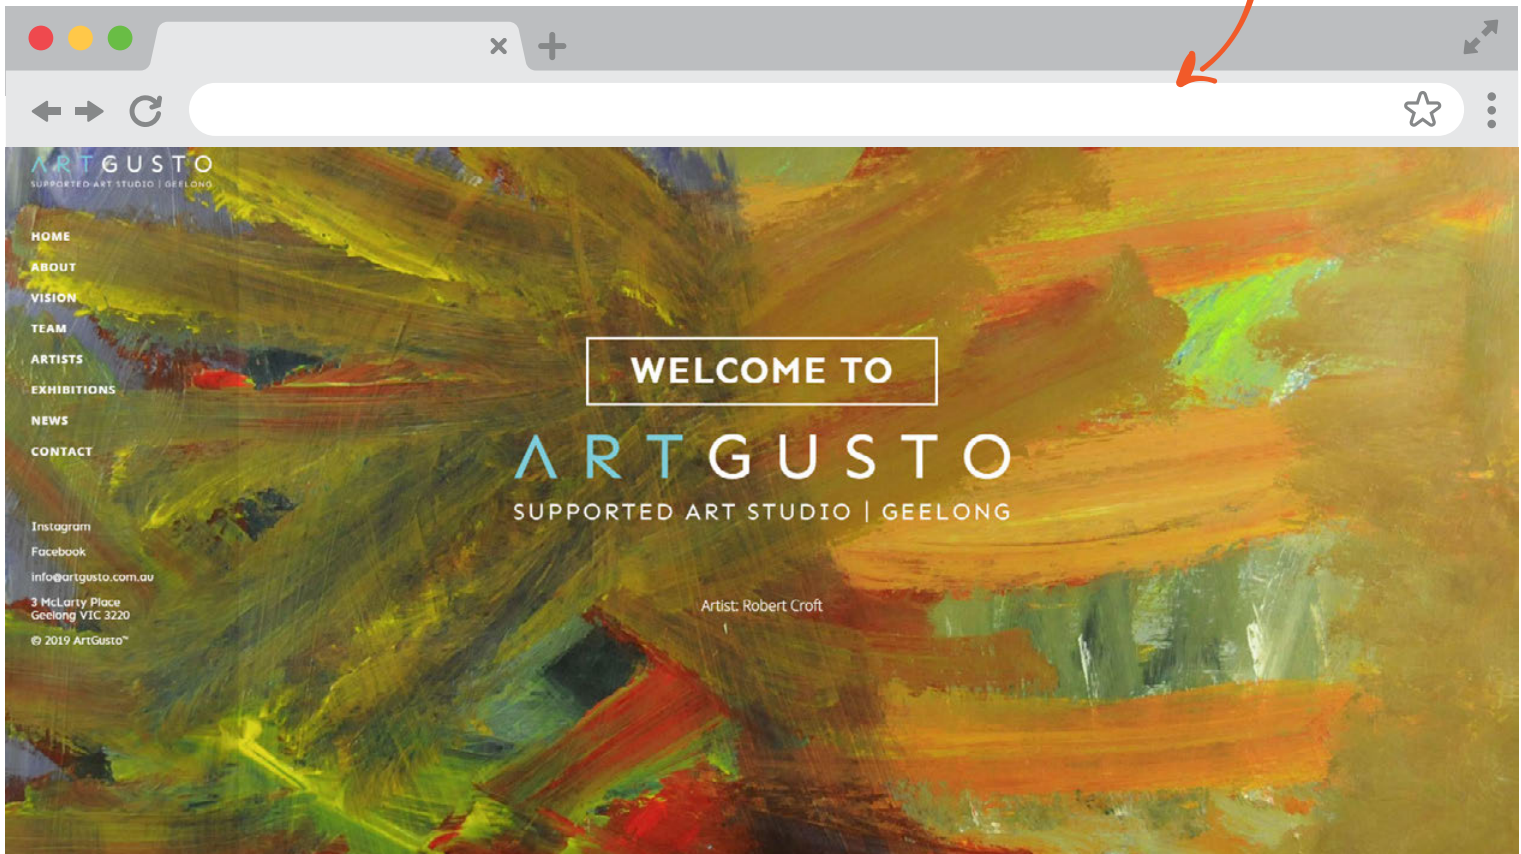 ARTGUSTO
SUPPORTED ART STUDIO | GEELONG
HOME
ABOUT
VISION
TEAM
ARTISTS
EXHIBITIONS
NEWS
CONTACT
Instagram
Facebook
info@artgusto.com.au
3 McLarty Place
Geelong VIC 3220
© 2019 ArtGusto™
WELCOME TO
ARTGUSTO
SUPPORTED ART STUDIO | GEELONG
Artist: Robert Croft